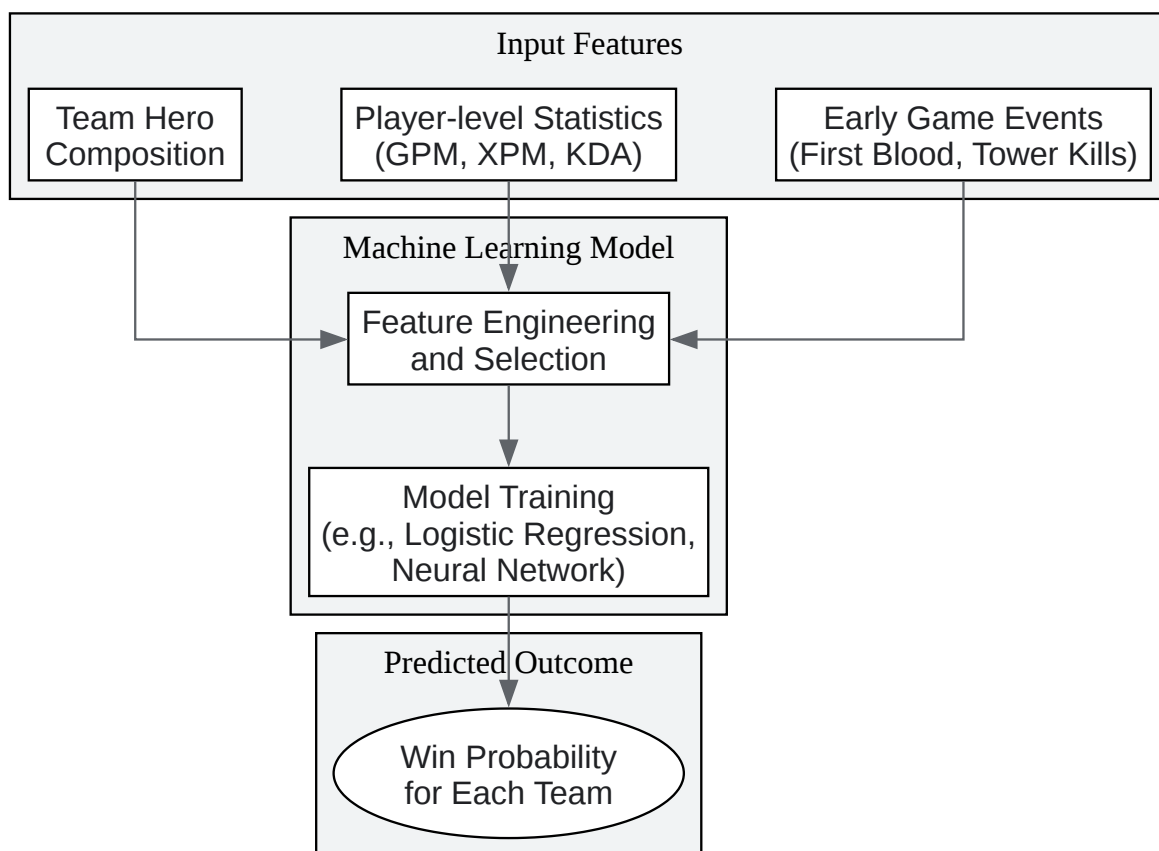 Input Features
Team Hero
Composition
Player-level Statistics
(GPM, XPM, KDA)
Early Game Events
(First Blood, Tower Kills)
Machine Learning Model
Feature Engineering
and Selection
Model Training
(e.g., Logistic Regression,
Neural Network)
Predicted Outcome
Win Probability
for Each Team